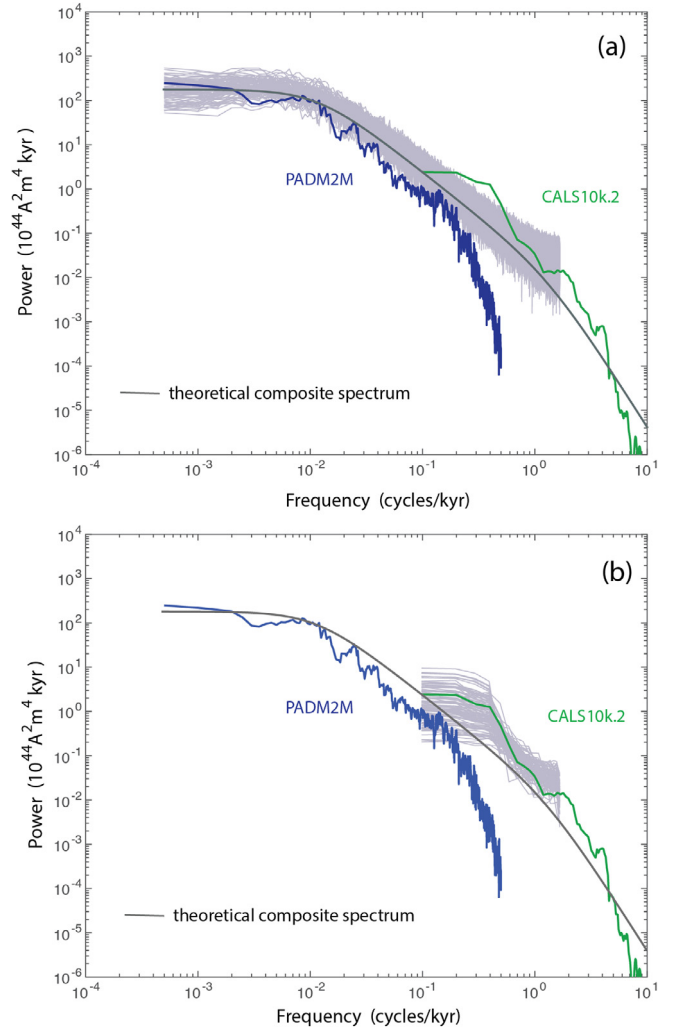 10^4
(a)
10^3
10^2
10^1
PADM2M
10^0
CALS10k.2
10^-1
10^-2
Power (10^44A^2m^4 kyr)
10^-3
10^-4
theoretical composite spectrum
10^-5
10^-6
10^-4 10^-3 10^-2 10^-1 10^0 10^1
Frequency (cycles/kyr)
10^4
(b)
10^3
10^2
10^1
PADM2M
CALS10k.2
10^0
10^-1
10^-2
Power (10^44A^2m^4 kyr)
10^-3
10^-4
theoretical composite spectrum
10^-5
10^-6
10^-4 10^-3 10^-2 10^-1 10^0 10^1
Frequency (cycles/kyr)